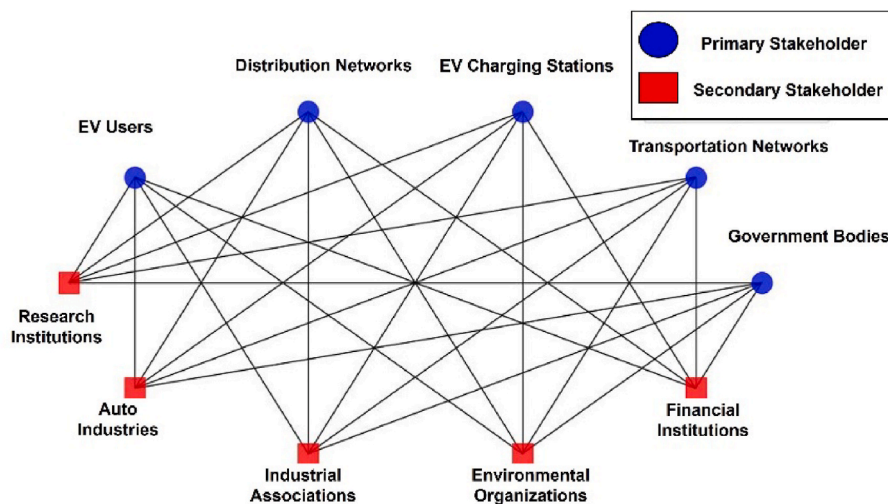 Primary Stakeholder
Secondary Stakeholder
Distribution Networks
EV Charging Stations
EV Users
Transportation Networks
Government Bodies
Research
Institutions
Auto
Industries
Industrial
Associations
Environmental
Organizations
Financial
Institutions